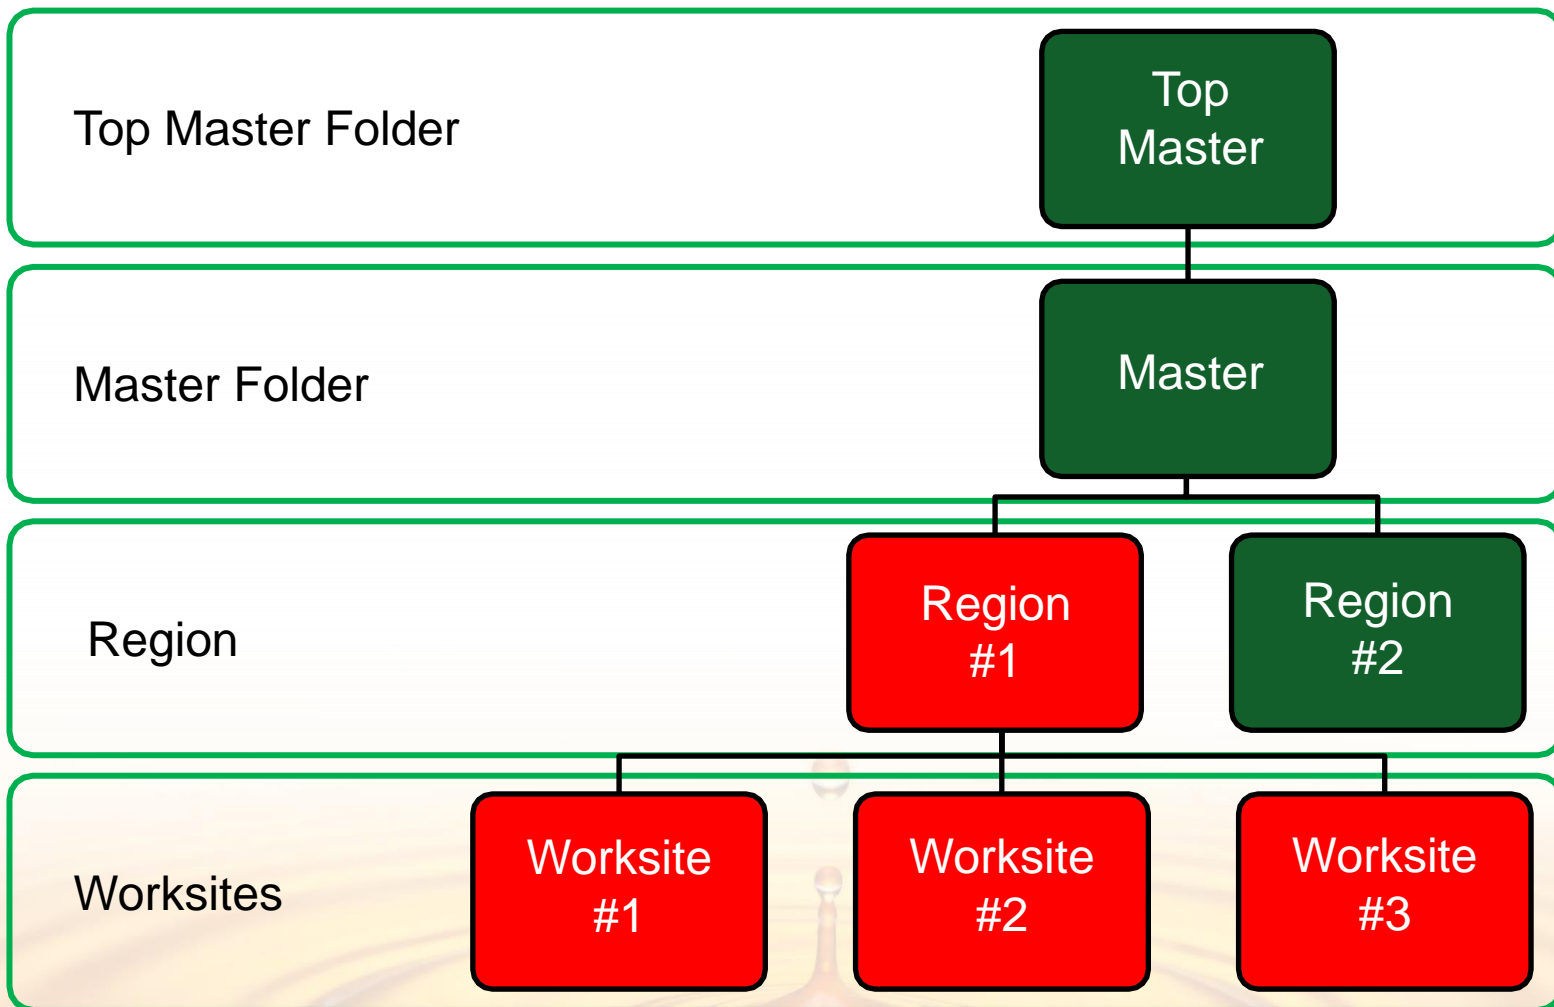 Top Master Folder
Top
Master
Master Folder
Master
Region
Region
#1
Region
#2
Worksites
Worksite
#1
Worksite
#2
Worksite
#3